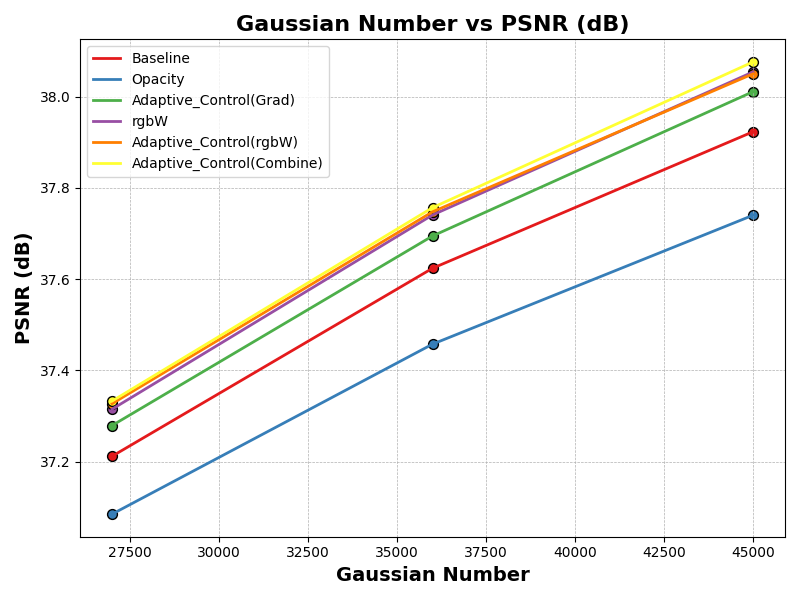 Gaussian Number vs PSNR (dB)
Baseline
Opacity
Adaptive_Control(Grad)
rgbW
Adaptive_Control(rgbW)
Adaptive_Control(Combine)
PSNR (dB)
38.0
37.8
37.6
37.4
37.2
27500 30000 32500 35000 37500 40000 42500 45000
Gaussian Number